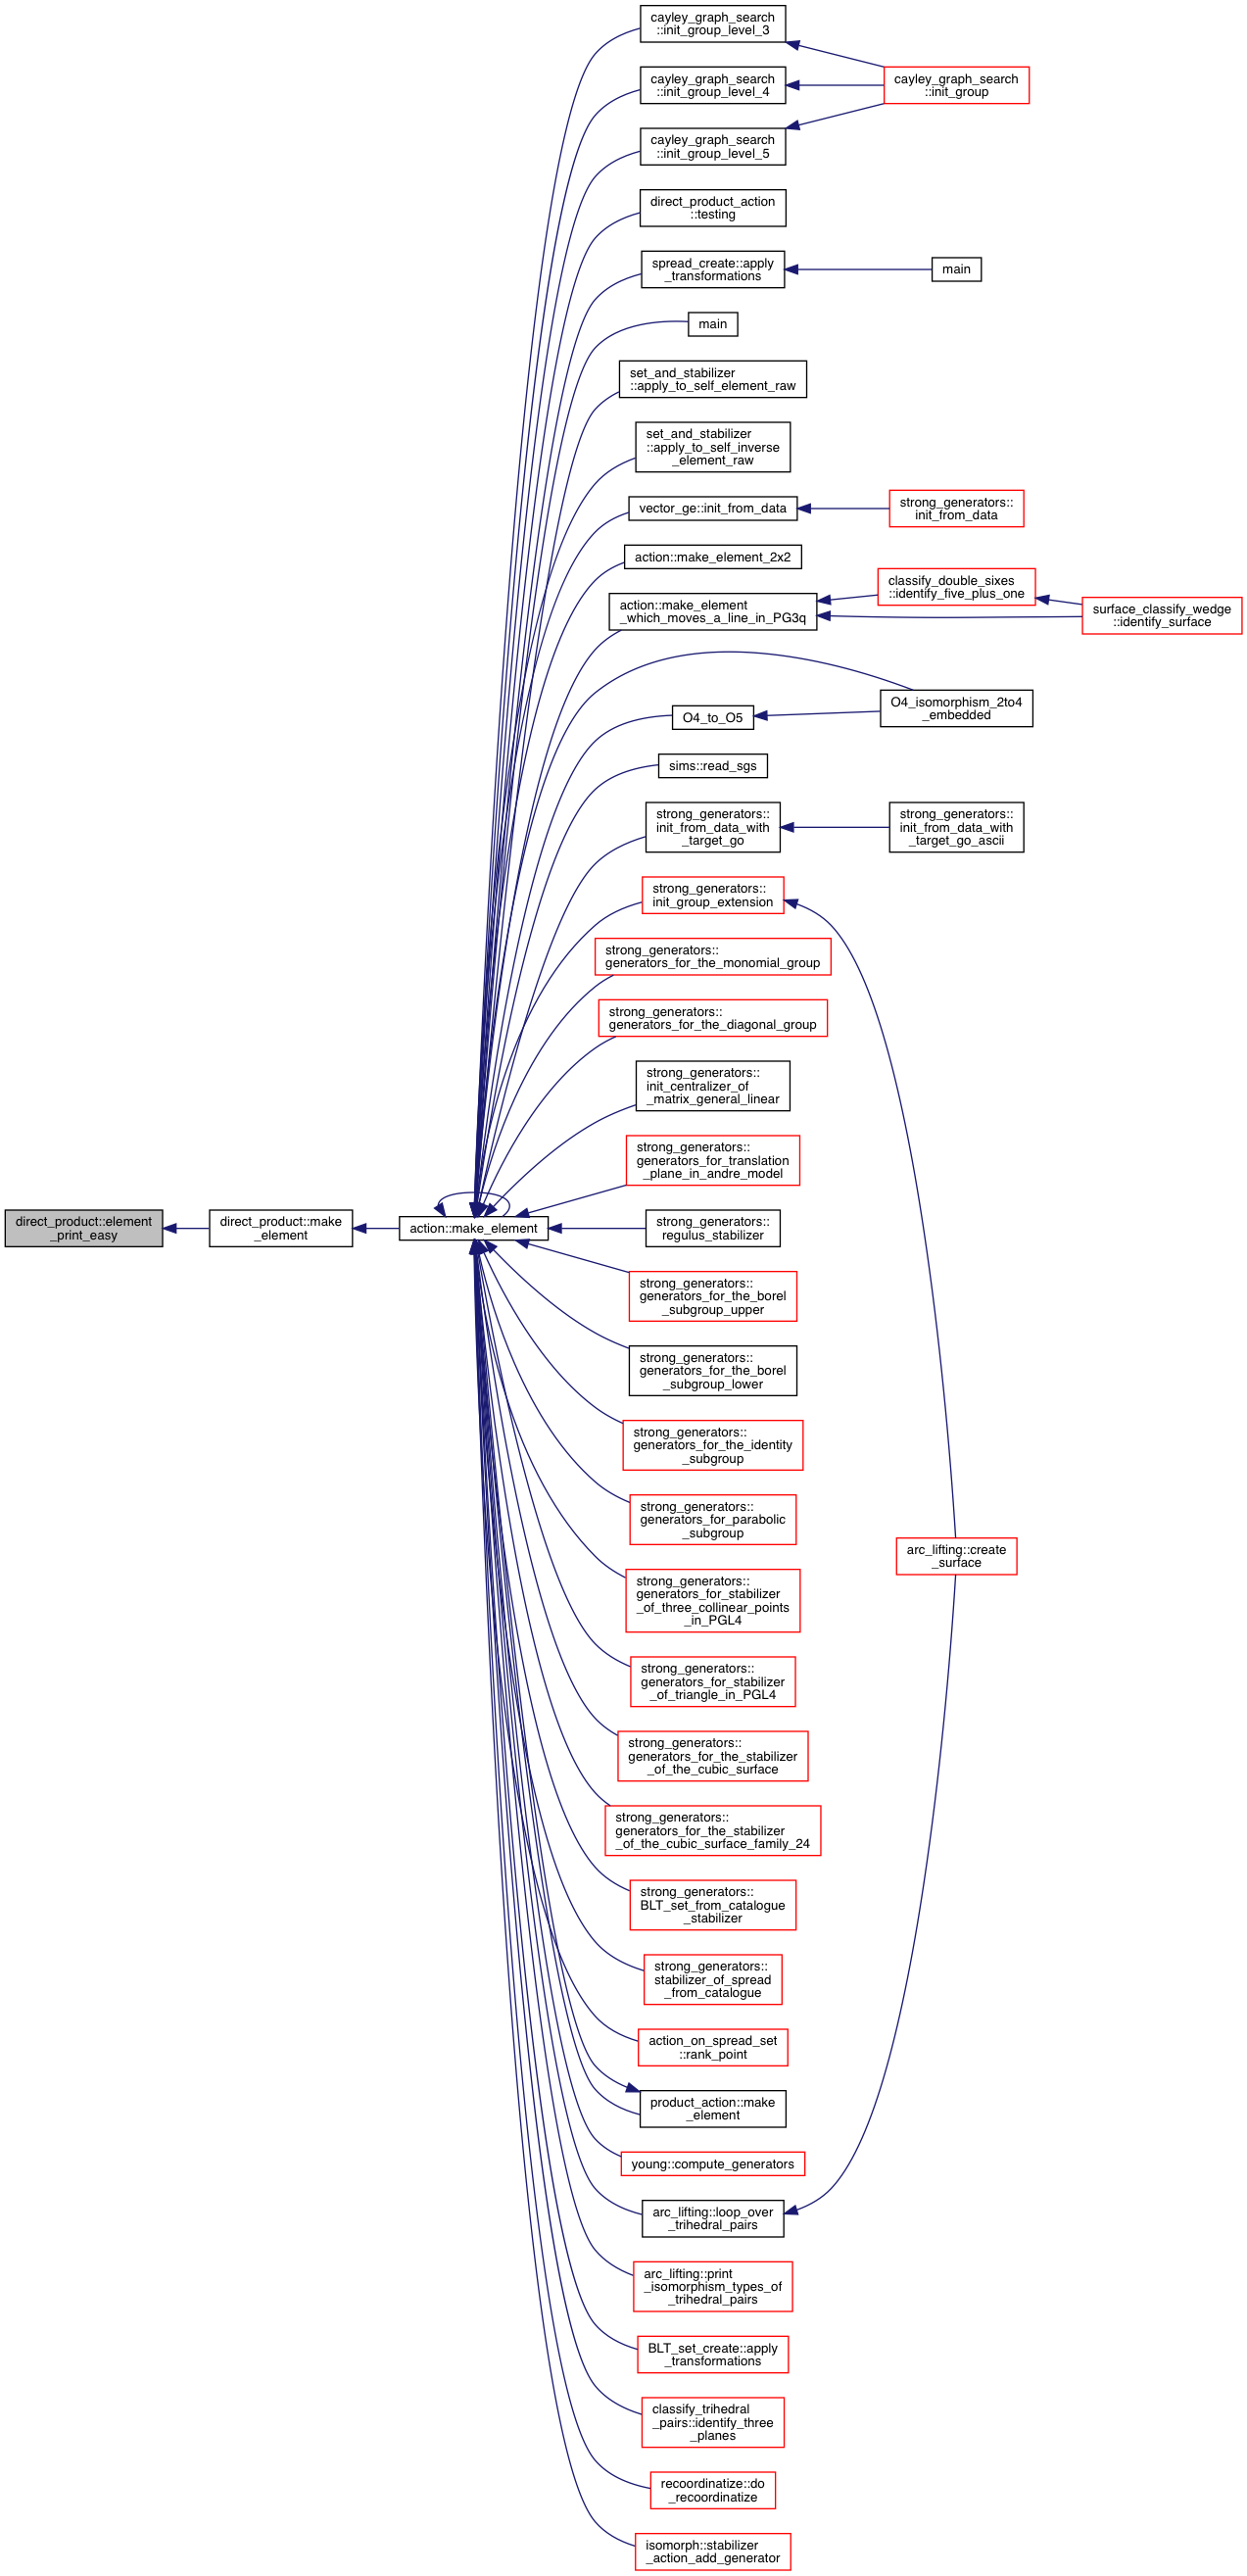 cayley_graph_search
::init_group_level_3
cayley_graph_search
::init_group_level_4
cayley_graph_search
::init_group
cayley_graph_search
::init_group_level_5
direct_product_action
::testing
spread_create::apply
_transformations
main
main
set_and_stabilizer
::apply_to_self_element_raw
set_and_stabilizer
::apply_to_self_inverse
_element_raw
vector_ge::init_from_data
strong_generators::
init_from_data
action::make_element_2x2
action::make_element
_which_moves_a_line_in_PG3q
classify_double_sixes
::identify_five_plus_one
surface_classify_wedge
::identify_surface
O4_to_O5
O4_isomorphism_2to4
_embedded
sims::read_sgs
strong_generators::
init_from_data_with
_target_go
strong_generators::
init_from_data_with
_target_go_ascii
strong_generators::
init_group_extension
strong_generators::
generators_for_the_monomial_group
strong_generators::
generators_for_the_diagonal_group
strong_generators::
init_centralizer_of
_matrix_general_linear
strong_generators::
generators_for_translation
_plane_in_andre_model
direct_product::element
_print_easy
direct_product::make
_element
action::make_element
strong_generators::
regulus_stabilizer
strong_generators::
generators_for_the_borel
_subgroup_upper
strong_generators::
generators_for_the_borel
_subgroup_lower
strong_generators::
generators_for_the_identity
_subgroup
strong_generators::
generators_for_parabolic
_subgroup
arc_lifting::create
_surface
strong_generators::
generators_for_stabilizer
_of_three_collinear_points
_in_PGL4
strong_generators::
generators_for_stabilizer
_of_triangle_in_PGL4
strong_generators::
generators_for_the_stabilizer
_of_the_cubic_surface
strong_generators::
generators_for_the_stabilizer
_of_the_cubic_surface_family_24
strong_generators::
BLT_set_from_catalogue
_stabilizer
strong_generators::
stabilizer_of_spread
_from_catalogue
action_on_spread_set
::rank_point
product_action::make
_element
young::compute_generators
arc_lifting::loop_over
_trihedral_pairs
arc_lifting::print
_isomorphism_types_of
_trihedral_pairs
BLT_set_create::apply
_transformations
classify_trihedral
_pairs::identify_three
_planes
recoordinatize::do
_recoordinatize
isomorph::stabilizer
_action_add_generator